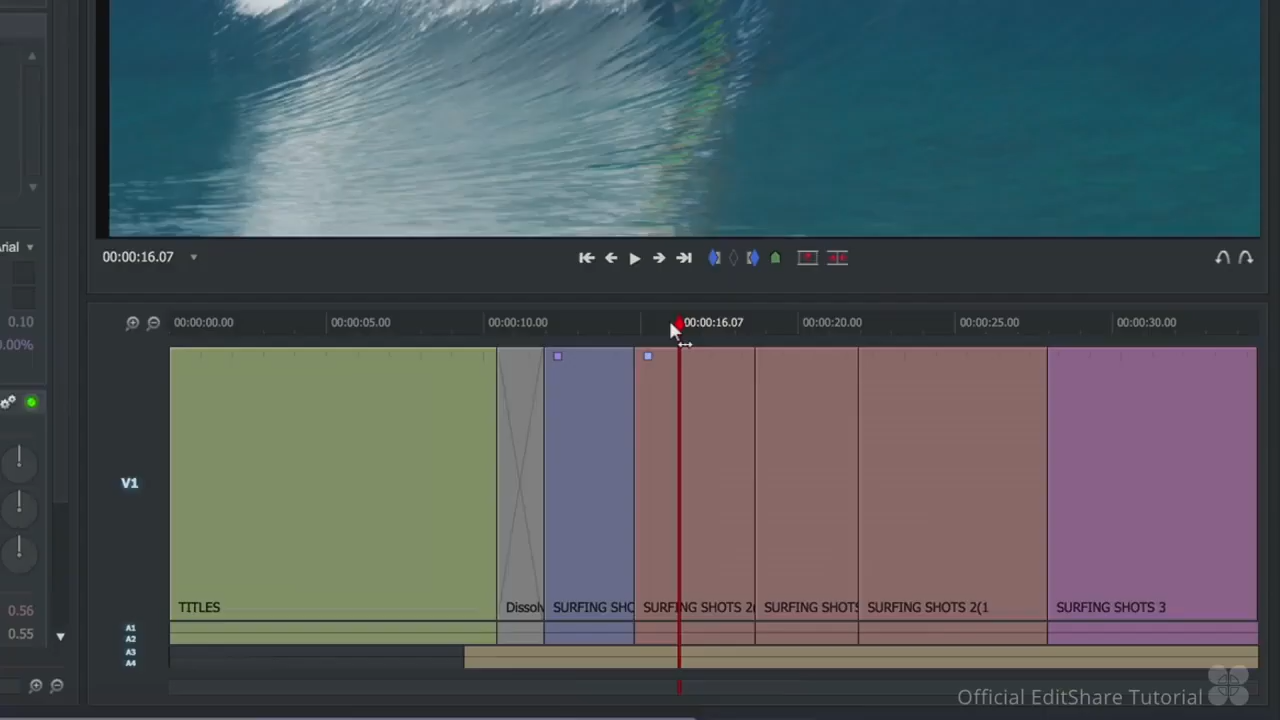 00:00:16.07
Arial
0.10
0.00%
00:00:00.00 00:00:05.00 00:00:10.00 00:00:16.07 00:00:20.00 00:00:25.00 00:00:30.00
V1
TITLES Dissolv SURFING SHO SURFING SHOTS 2( SURFING SHOTS SURFING SHOTS 2(1 SURFING SHOTS 3
0.56
0.55
A1
A2
A3
A4
Official EditShare Tutorial